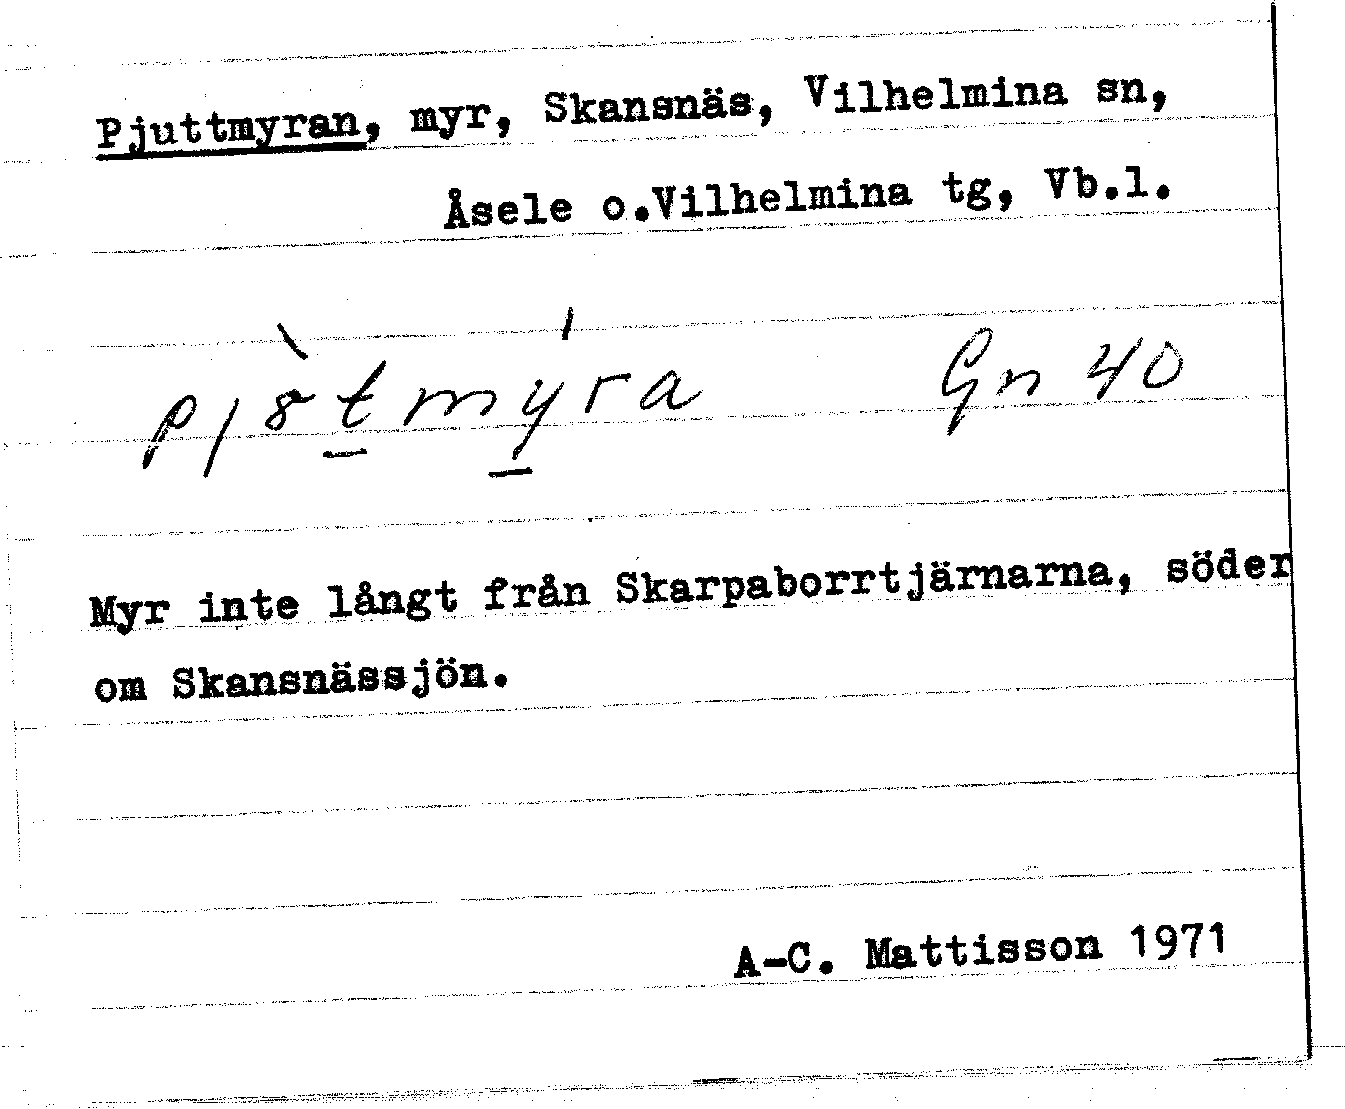 Pjuttmyran, myr, Skansnäs, Vilhelmina sn,
Åsele o.Vilhelmina tg, Vb.l.
Gn 40
Myr inte långt från Skarpaborrtjärnarna, söder
om Skansnässjön.
A-C. Mattisson 1971